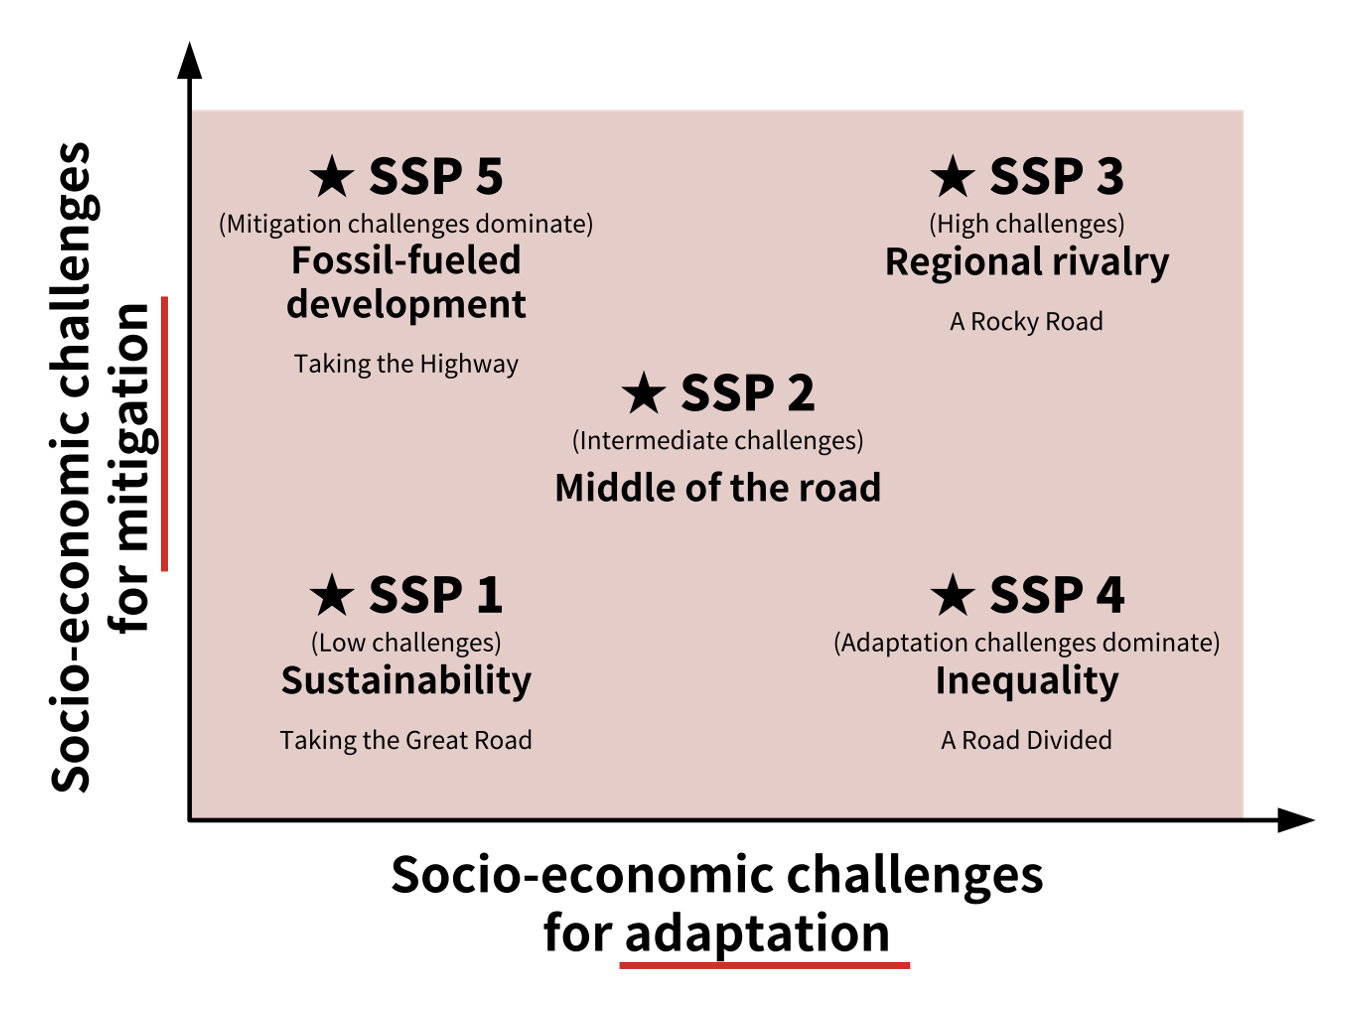 Socio-economic challenges
for mitigation
★ SSP 5
(Mitigation challenges dominate)
Fossil-fueled
development
Taking the Highway
★ SSP 3
(High challenges)
Regional rivalry
A Rocky Road
★ SSP 2
(Intermediate challenges)
Middle of the road
★ SSP 1
(Low challenges)
Sustainability
Taking the Great Road
★ SSP 4
(Adaptation challenges dominate)
Inequality
A Road Divided
Socio-economic challenges
for adaptation